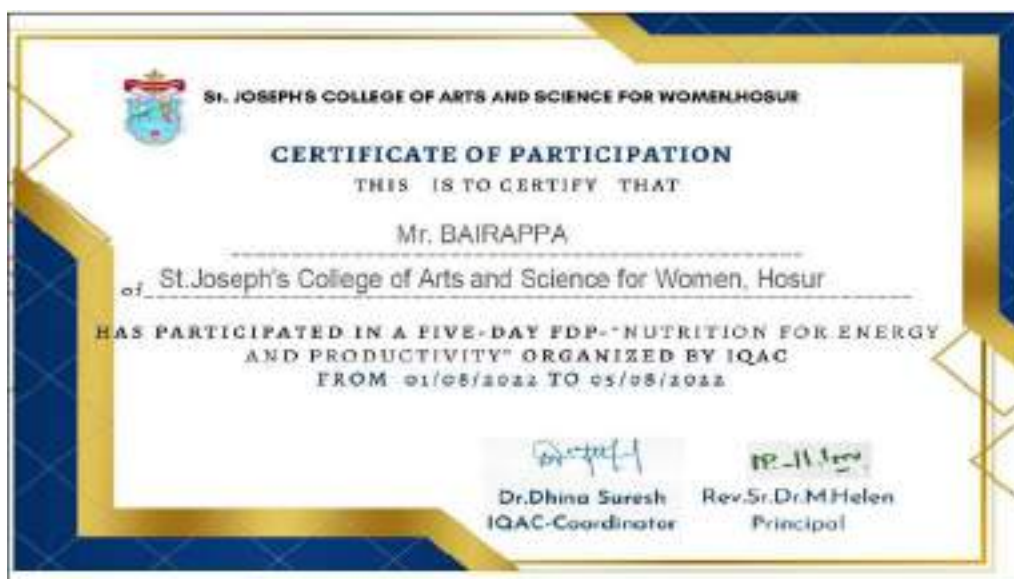 St. JOSEPH'S COLLEGE OF ARTS AND SCIENCE FOR WOMEN,HOSUR
CERTIFICATE OF PARTICIPATION
THIS IS TO CERTIFY THAT
Mr. BAIRAPPA
of St.Joseph's College of Arts and Science for Women, Hosur
HAS PARTICIPATED IN A FIVE-DAY FDP-"NUTRITION FOR ENERGY
AND PRODUCTIVITY" ORGANIZED BY IQAC
FROM 01/08/2022 TO 05/08/2022
Dr.Dhina Suresh Rev.Sr.Dr.M.Helen
IQAC-Coordinator Principal